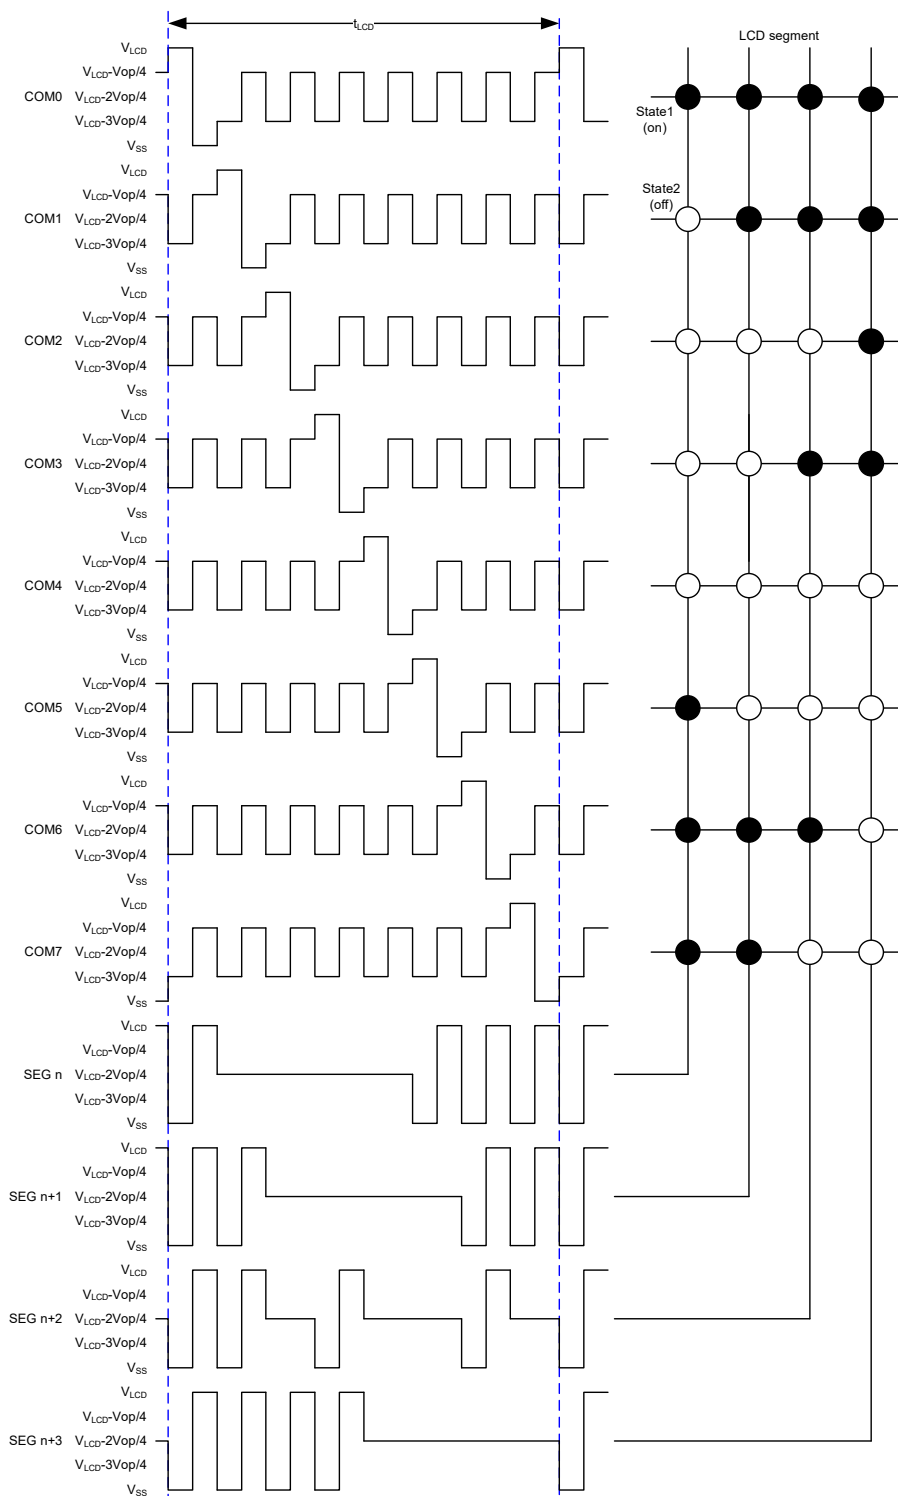 tLCD
LCD segment
State1
(on)
State2
(off)
VLCD
VLCD-Vop/4
COM0 VLCD-2Vop/4
VLCD-3Vop/4
VSS
VLCD
VLCD-Vop/4
COM1 VLCD-2Vop/4
VLCD-3Vop/4
VSS
VLCD
VLCD-Vop/4
COM2 VLCD-2Vop/4
VLCD-3Vop/4
VSS
VLCD
VLCD-Vop/4
COM3 VLCD-2Vop/4
VLCD-3Vop/4
VSS
VLCD
VLCD-Vop/4
COM4 VLCD-2Vop/4
VLCD-3Vop/4
VSS
VLCD
VLCD-Vop/4
COM5 VLCD-2Vop/4
VLCD-3Vop/4
VSS
VLCD
VLCD-Vop/4
COM6 VLCD-2Vop/4
VLCD-3Vop/4
VSS
VLCD
VLCD-Vop/4
COM7 VLCD-2Vop/4
VLCD-3Vop/4
VSS
VLCD
VLCD-Vop/4
SEG n VLCD-2Vop/4
VLCD-3Vop/4
VSS
VLCD
VLCD-Vop/4
SEG n+1 VLCD-2Vop/4
VLCD-3Vop/4
VSS
VLCD
VLCD-Vop/4
SEG n+2 VLCD-2Vop/4
VLCD-3Vop/4
VSS
VLCD
VLCD-Vop/4
SEG n+3 VLCD-2Vop/4
VLCD-3Vop/4
VSS